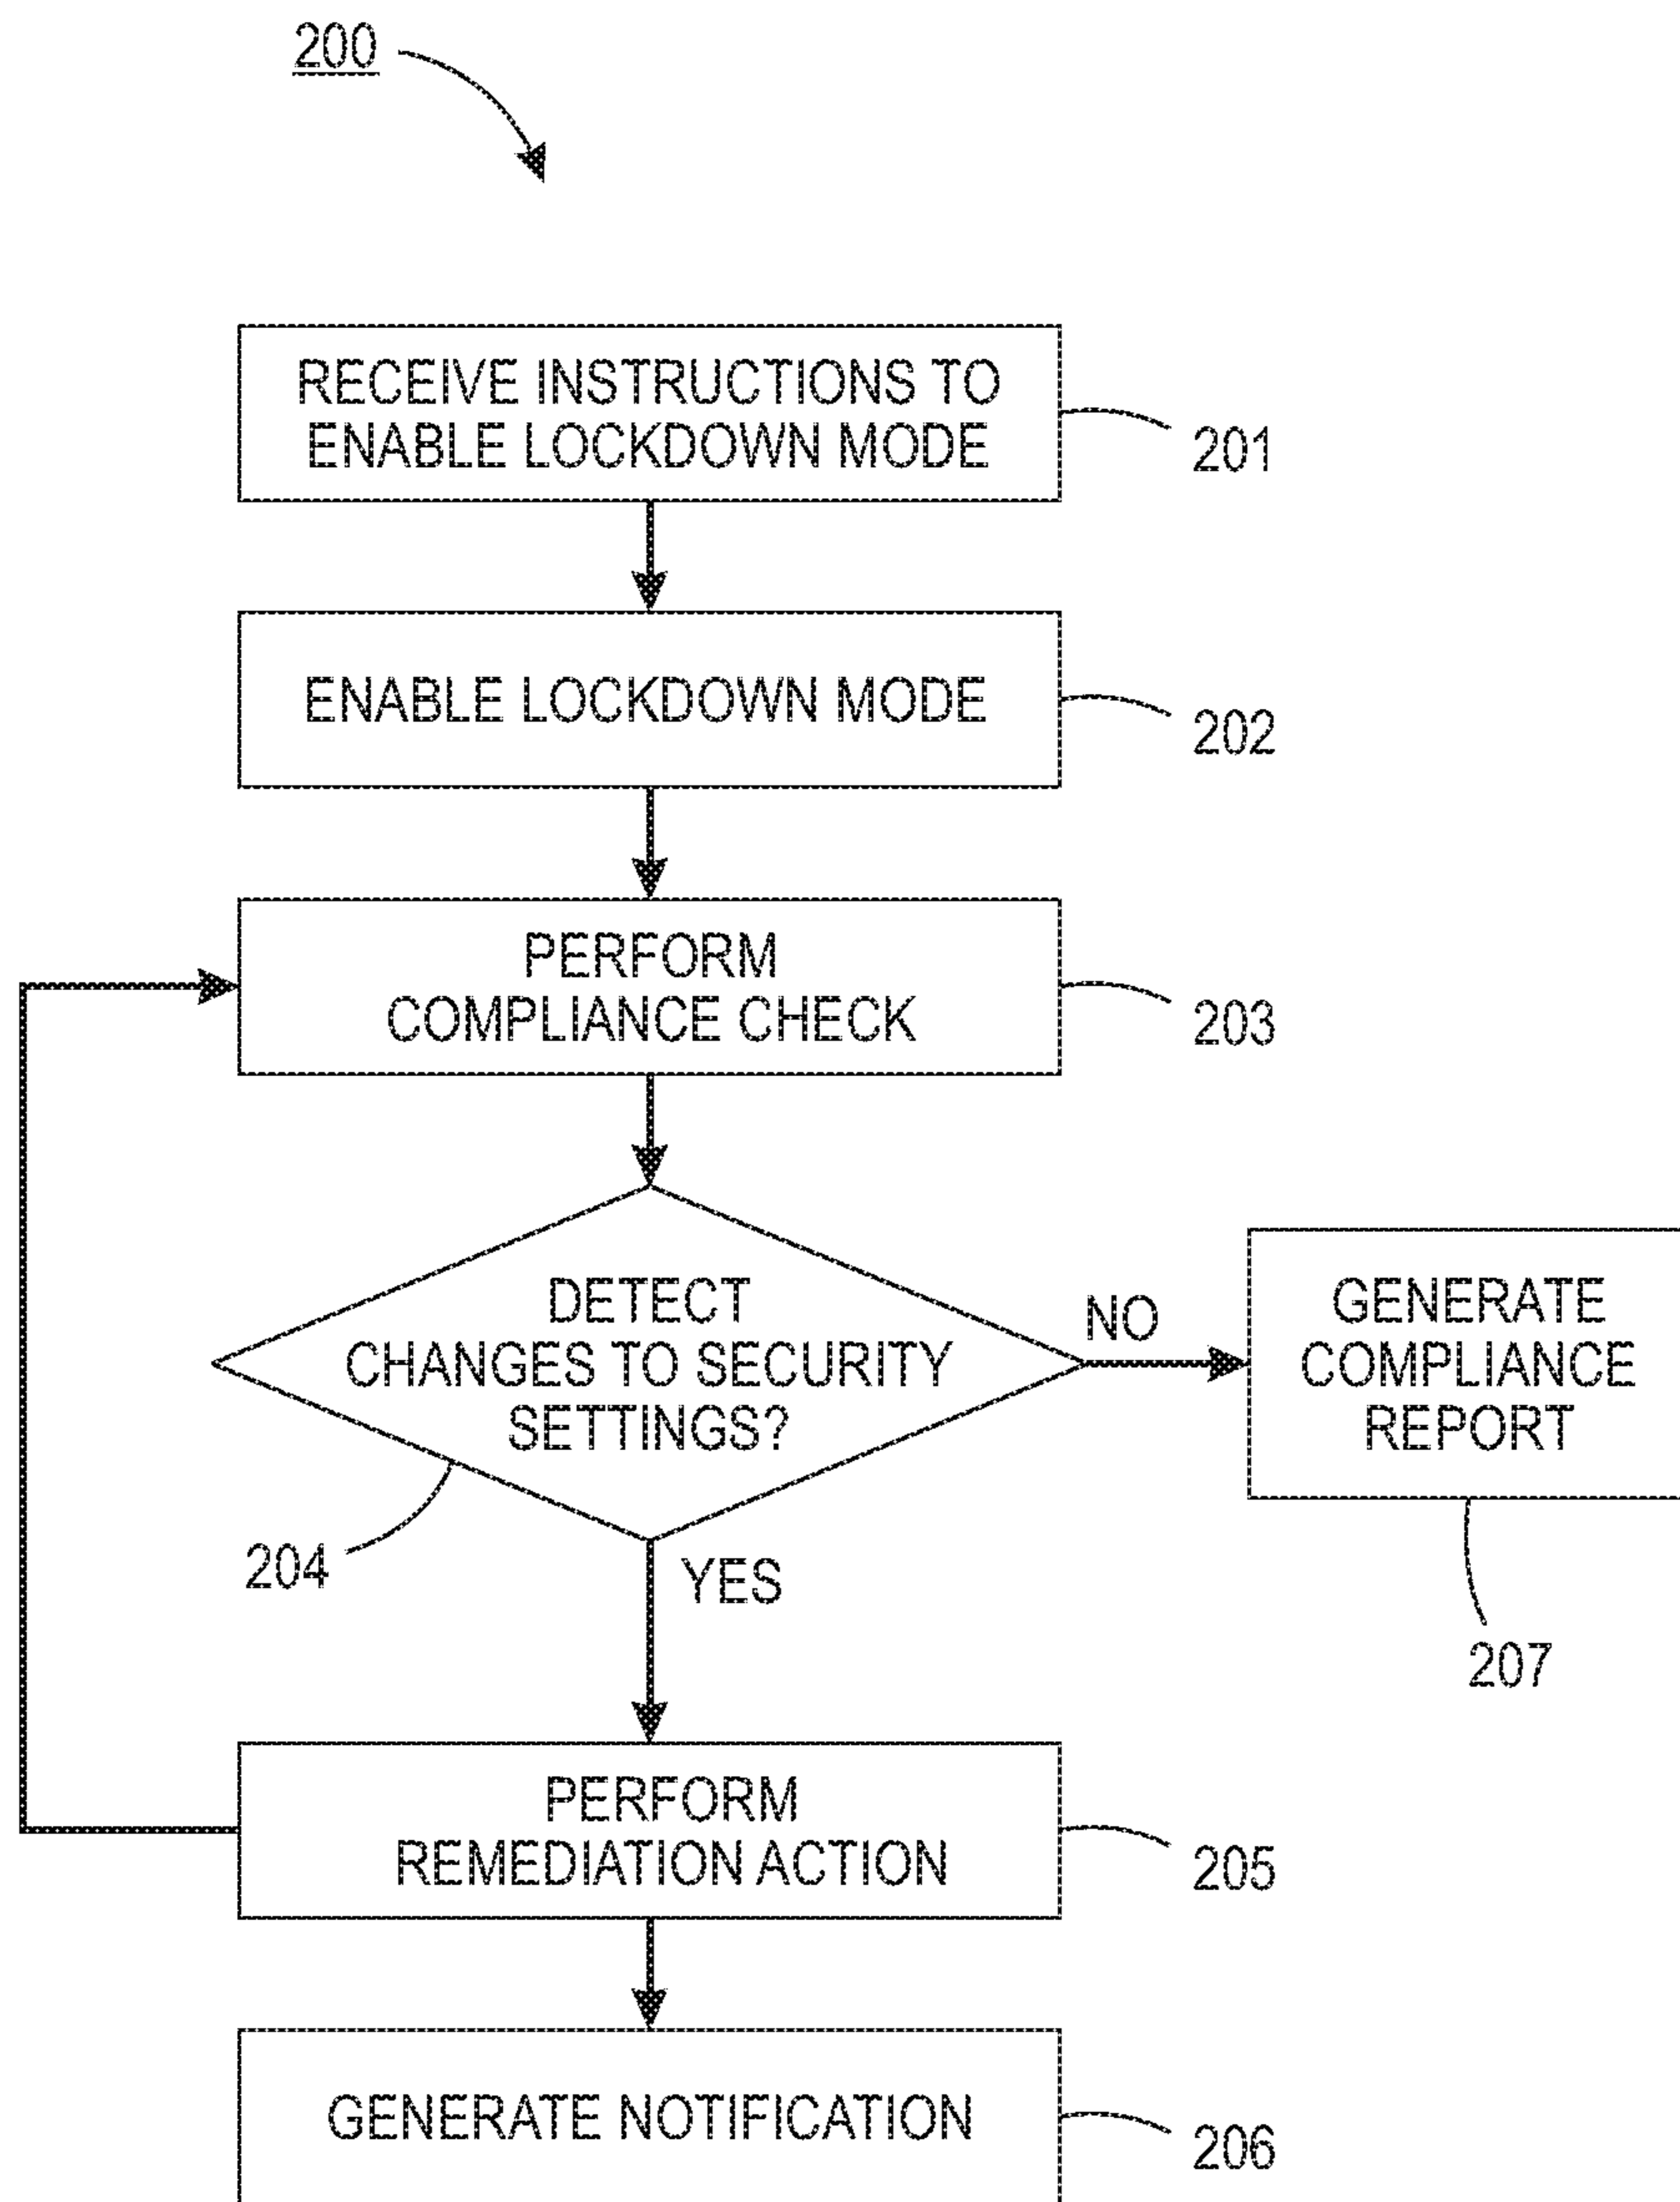 200
RECEIVE INSTRUCTIONS TO
ENABLE LOCKDOWN MODE
201
ENABLE LOCKDOWN MODE
202
PERFORM
COMPLIANCE CHECK
203
DETECT
CHANGES TO SECURITY
SETTINGS?
204
NO
GENERATE
COMPLIANCE
REPORT
207
YES
PERFORM
REMEDIATION ACTION
205
GENERATE NOTIFICATION
206